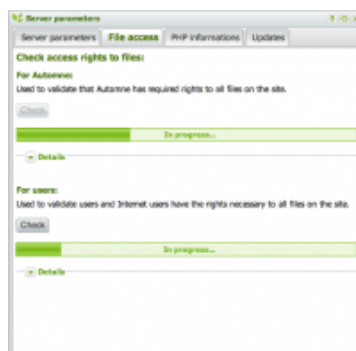 Server parameters
Server parameters File access PHP informations Updates
Check access rights to files:
For Automne:
Used to validate that Automne has required rights to all files on the site.
Check
In progress...
Details
For users:
Used to validate users and Internet users have the rights necessary to all files on the site.
Check
In progress...
Details